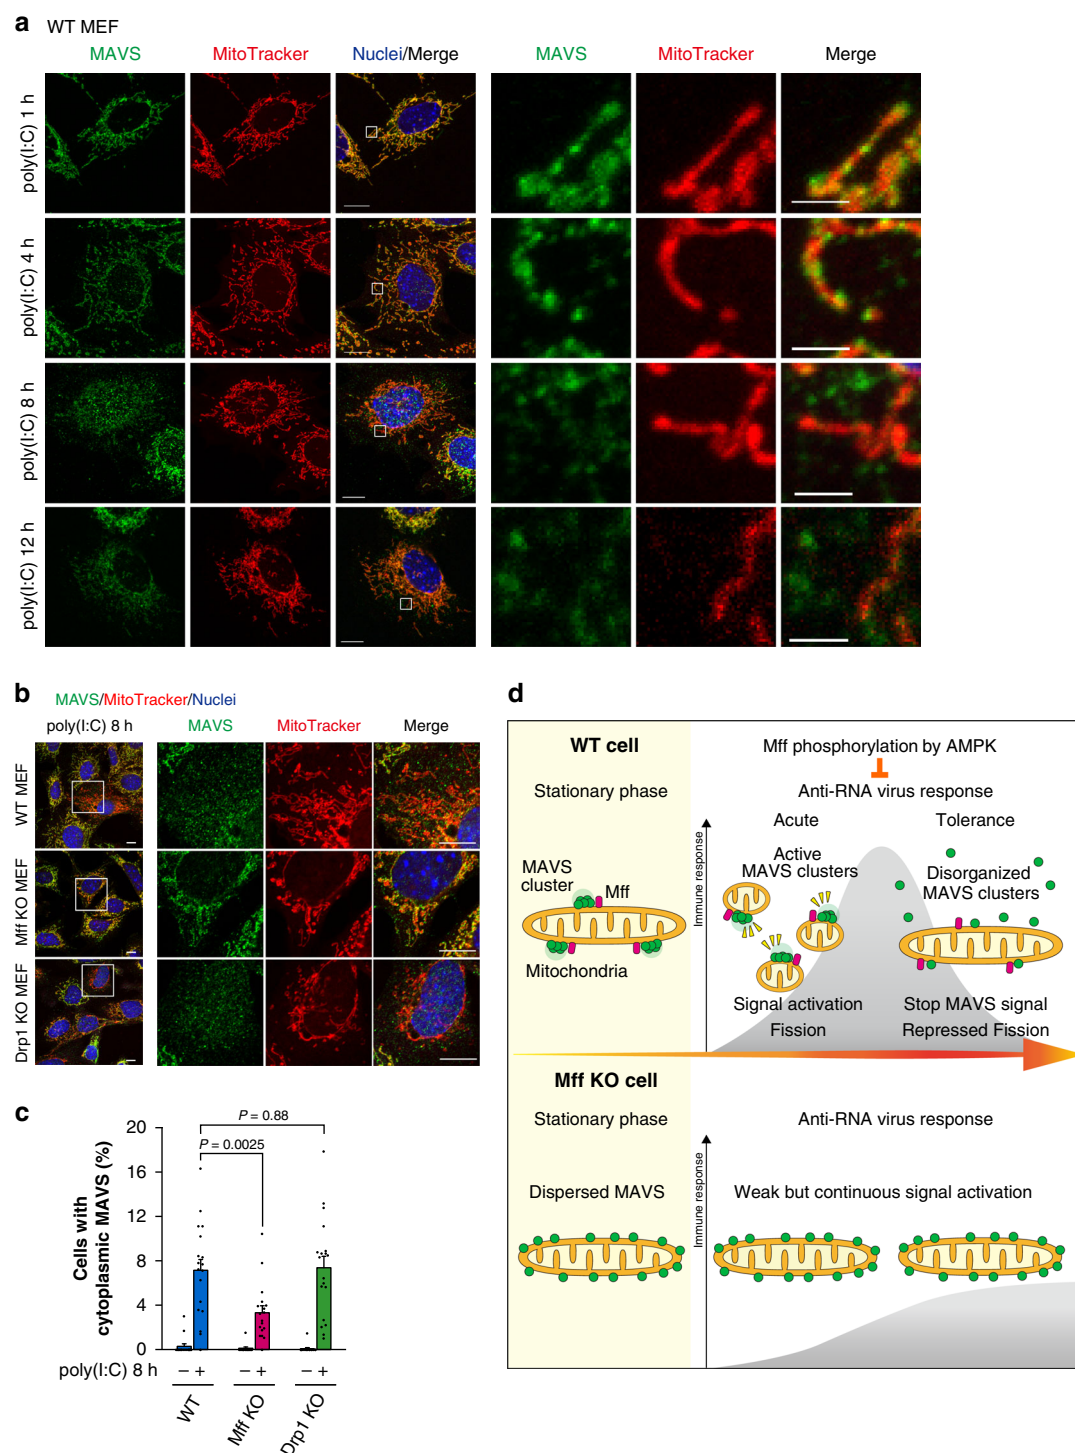 a WT MEF
MAVS MitoTracker Nuclei/Merge MAVS MitoTracker Merge
poly(I:C) 1 h
poly(I:C) 4 h
poly(I:C) 8 h
poly(I:C) 12 h
b
MAVS/MitoTracker/Nuclei
poly(I:C) 8 h MAVS MitoTracker Merge
WT MEF
Mff KO MEF
Drp1 KO MEF
c
P = 0.88
P = 0.0025
Cells with
cytoplasmic MAVS (%)
20
16
12
8
4
0
poly(I:C) 8 h − + − + − +
WT Mff KO Drp1 KO
d
WT cell
Stationary phase
MAVS
cluster
Mff
Mitochondria
Mff phosphorylation by AMPK
Anti-RNA virus response
Acute Tolerance
Immune response
Active
MAVS clusters
Disorganized
MAVS clusters
Signal activation
Fission
Stop MAVS signal
Repressed Fission
Mff KO cell
Stationary phase
Anti-RNA virus response
Immune response
Dispersed MAVS
Weak but continuous signal activation